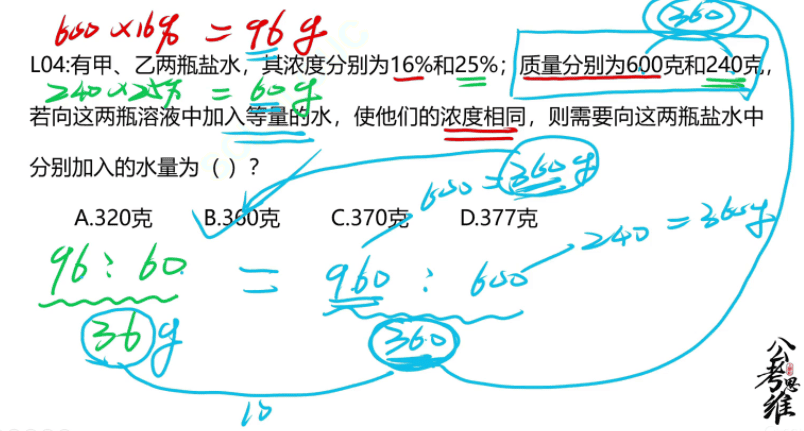 360
600×16% = 96g
L04:有甲、乙两瓶盐水，其浓度分别为16%和25%；质量分别为600克和240克，
240×25% = 60g
若向这两瓶溶液中加入等量的水，使他们的浓度相同，则需要向这两瓶盐水中
分别加入的水量为（ ）？
600=360g
A.320克 B.360克 C.370克 D.377克
240=360g
96:60 = 960:600
36g 360
10
公考思维